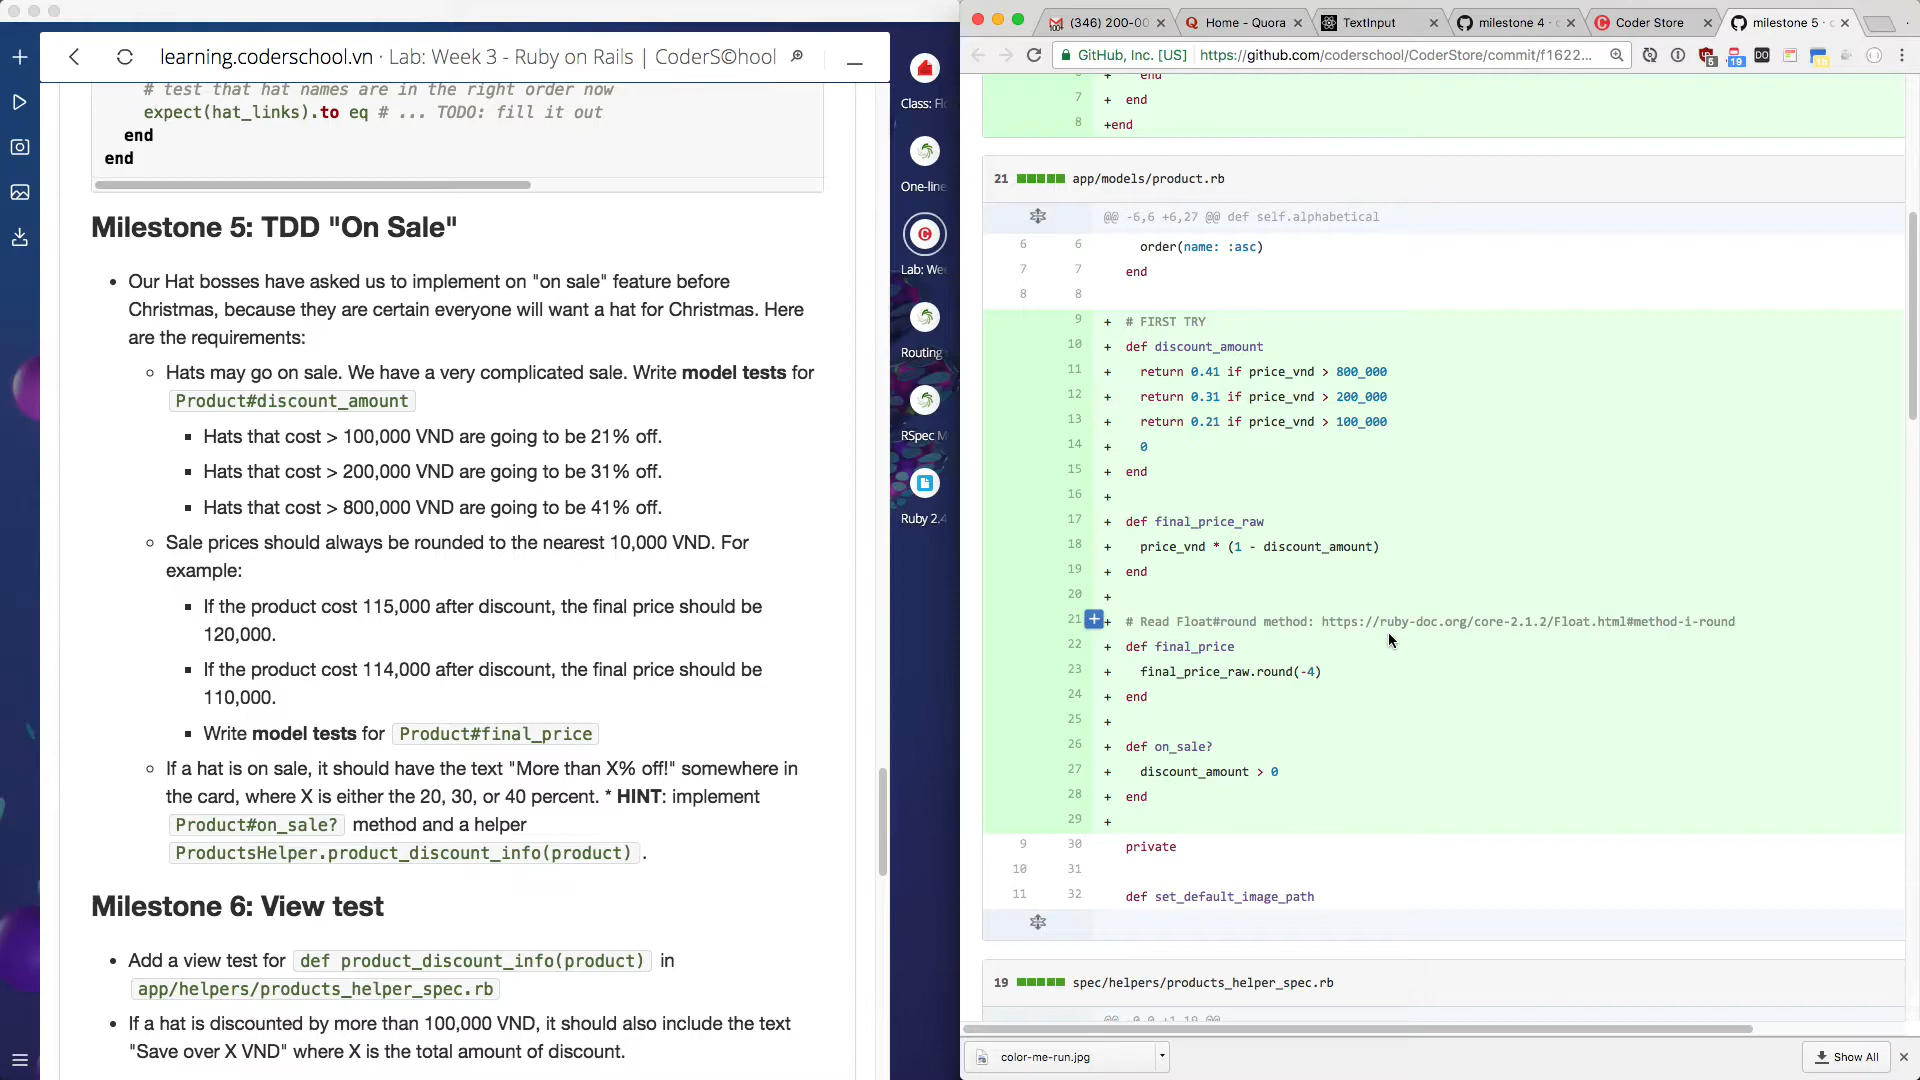 learning.coderschool.vn · Lab: Week 3 - Ruby on Rails | CoderS©hool
# test that hat names are in the right order now
expect(hat_links).to eq # ... TODO: fill it out
end
end
Milestone 5: TDD "On Sale"
Our Hat bosses have asked us to implement on "on sale" feature before
Christmas, because they are certain everyone will want a hat for Christmas. Here
are the requirements:
Hats may go on sale. We have a very complicated sale. Write model tests for
Product#discount_amount
Hats that cost > 100,000 VND are going to be 21% off.
Hats that cost > 200,000 VND are going to be 31% off.
Hats that cost > 800,000 VND are going to be 41% off.
Sale prices should always be rounded to the nearest 10,000 VND. For
example:
If the product cost 115,000 after discount, the final price should be
120,000.
If the product cost 114,000 after discount, the final price should be
110,000.
Write model tests for Product#final_price
If a hat is on sale, it should have the text "More than X% off!" somewhere in
the card, where X is either the 20, 30, or 40 percent. * HINT: implement
Product#on_sale? method and a helper
ProductsHelper.product_discount_info(product) .
Milestone 6: View test
Add a view test for def product_discount_info(product) in
app/helpers/products_helper_spec.rb
If a hat is discounted by more than 100,000 VND, it should also include the text
"Save over X VND" where X is the total amount of discount.
Class: Fl
One-line
C
Lab: We
Routing
RSpec M
Ruby 2.4
(346) 200-00
Home - Quora
TextInput
milestone 4 · c
Coder Store
milestone 5 · c
GitHub, Inc. [US] https://github.com/coderschool/CoderStore/commit/f1622...
5
19
DO
+ end
7 + end
8 +end
21 app/models/product.rb
@@ -6,6 +6,27 @@ def self.alphabetical
6 6 order(name: :asc)
7 7 end
8 8
9 + # FIRST TRY
10 + def discount_amount
11 + return 0.41 if price_vnd > 800_000
12 + return 0.31 if price_vnd > 200_000
13 + return 0.21 if price_vnd > 100_000
14 + 0
15 + end
16 +
17 + def final_price_raw
18 + price_vnd * (1 - discount_amount)
19 + end
20 +
21 + # Read Float#round method: https://ruby-doc.org/core-2.1.2/Float.html#method-i-round
22 + def final_price
23 + final_price_raw.round(-4)
24 + end
25 +
26 + def on_sale?
27 + discount_amount > 0
28 + end
29 +
9 30 private
10 31
11 32 def set_default_image_path
19 spec/helpers/products_helper_spec.rb
@@ -0,0 +1,19 @@
color-me-run.jpg
Show All